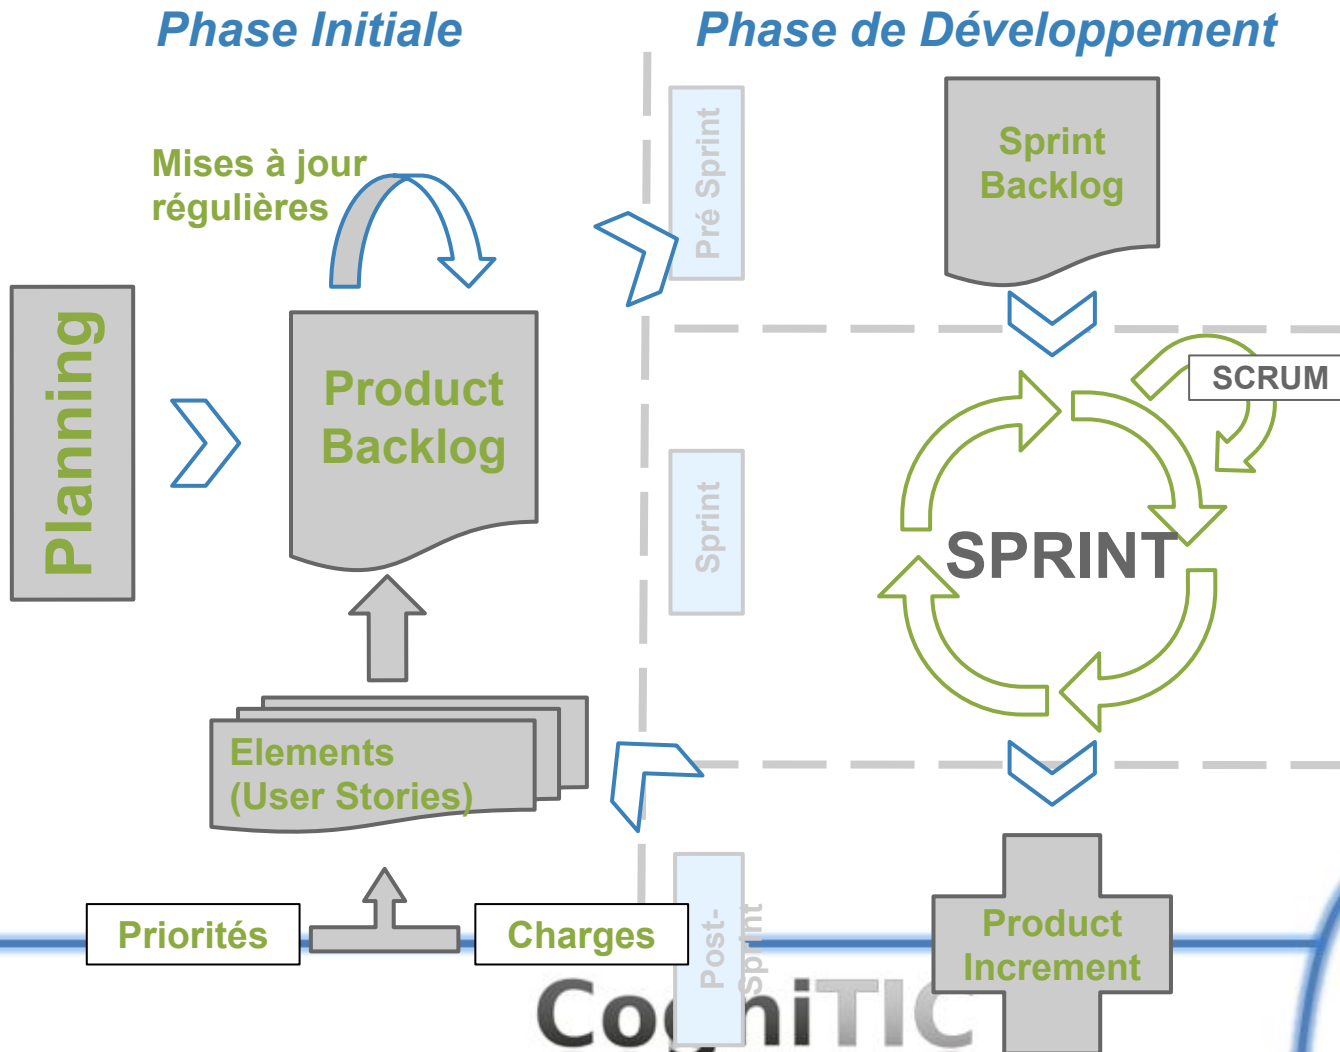 Phase Initiale
Phase de Développement
Mises à jour
régulières
Planning
Product
Backlog
Elements
(User Stories)
Priorités
Charges
Pré Sprint
Sprint
Backlog
Sprint
SCRUM
SPRINT
Post-
Sprint
Product
Increment
CogniTIC